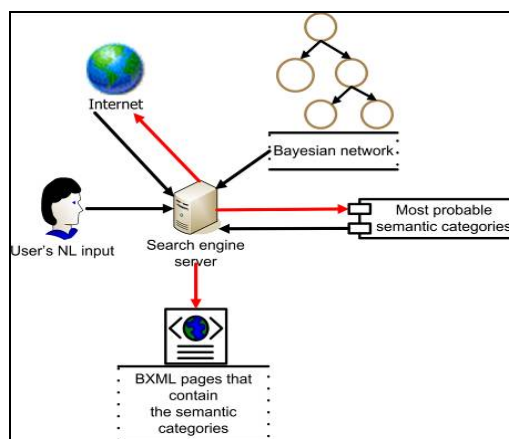 Internet
Bayesian network
User's NL input
Search engine
server
Most probable
semantic categories
BXML pages that
contain
the semantic
categories